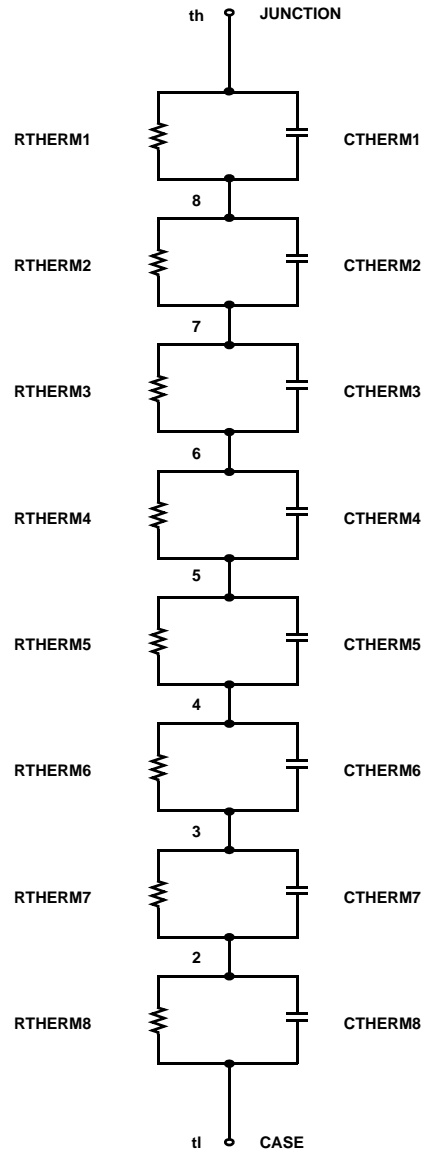 th JUNCTION
RTHERM1 CTHERM1
8
RTHERM2 CTHERM2
7
RTHERM3 CTHERM3
6
RTHERM4 CTHERM4
5
RTHERM5 CTHERM5
4
RTHERM6 CTHERM6
3
RTHERM7 CTHERM7
2
RTHERM8 CTHERM8
tl CASE